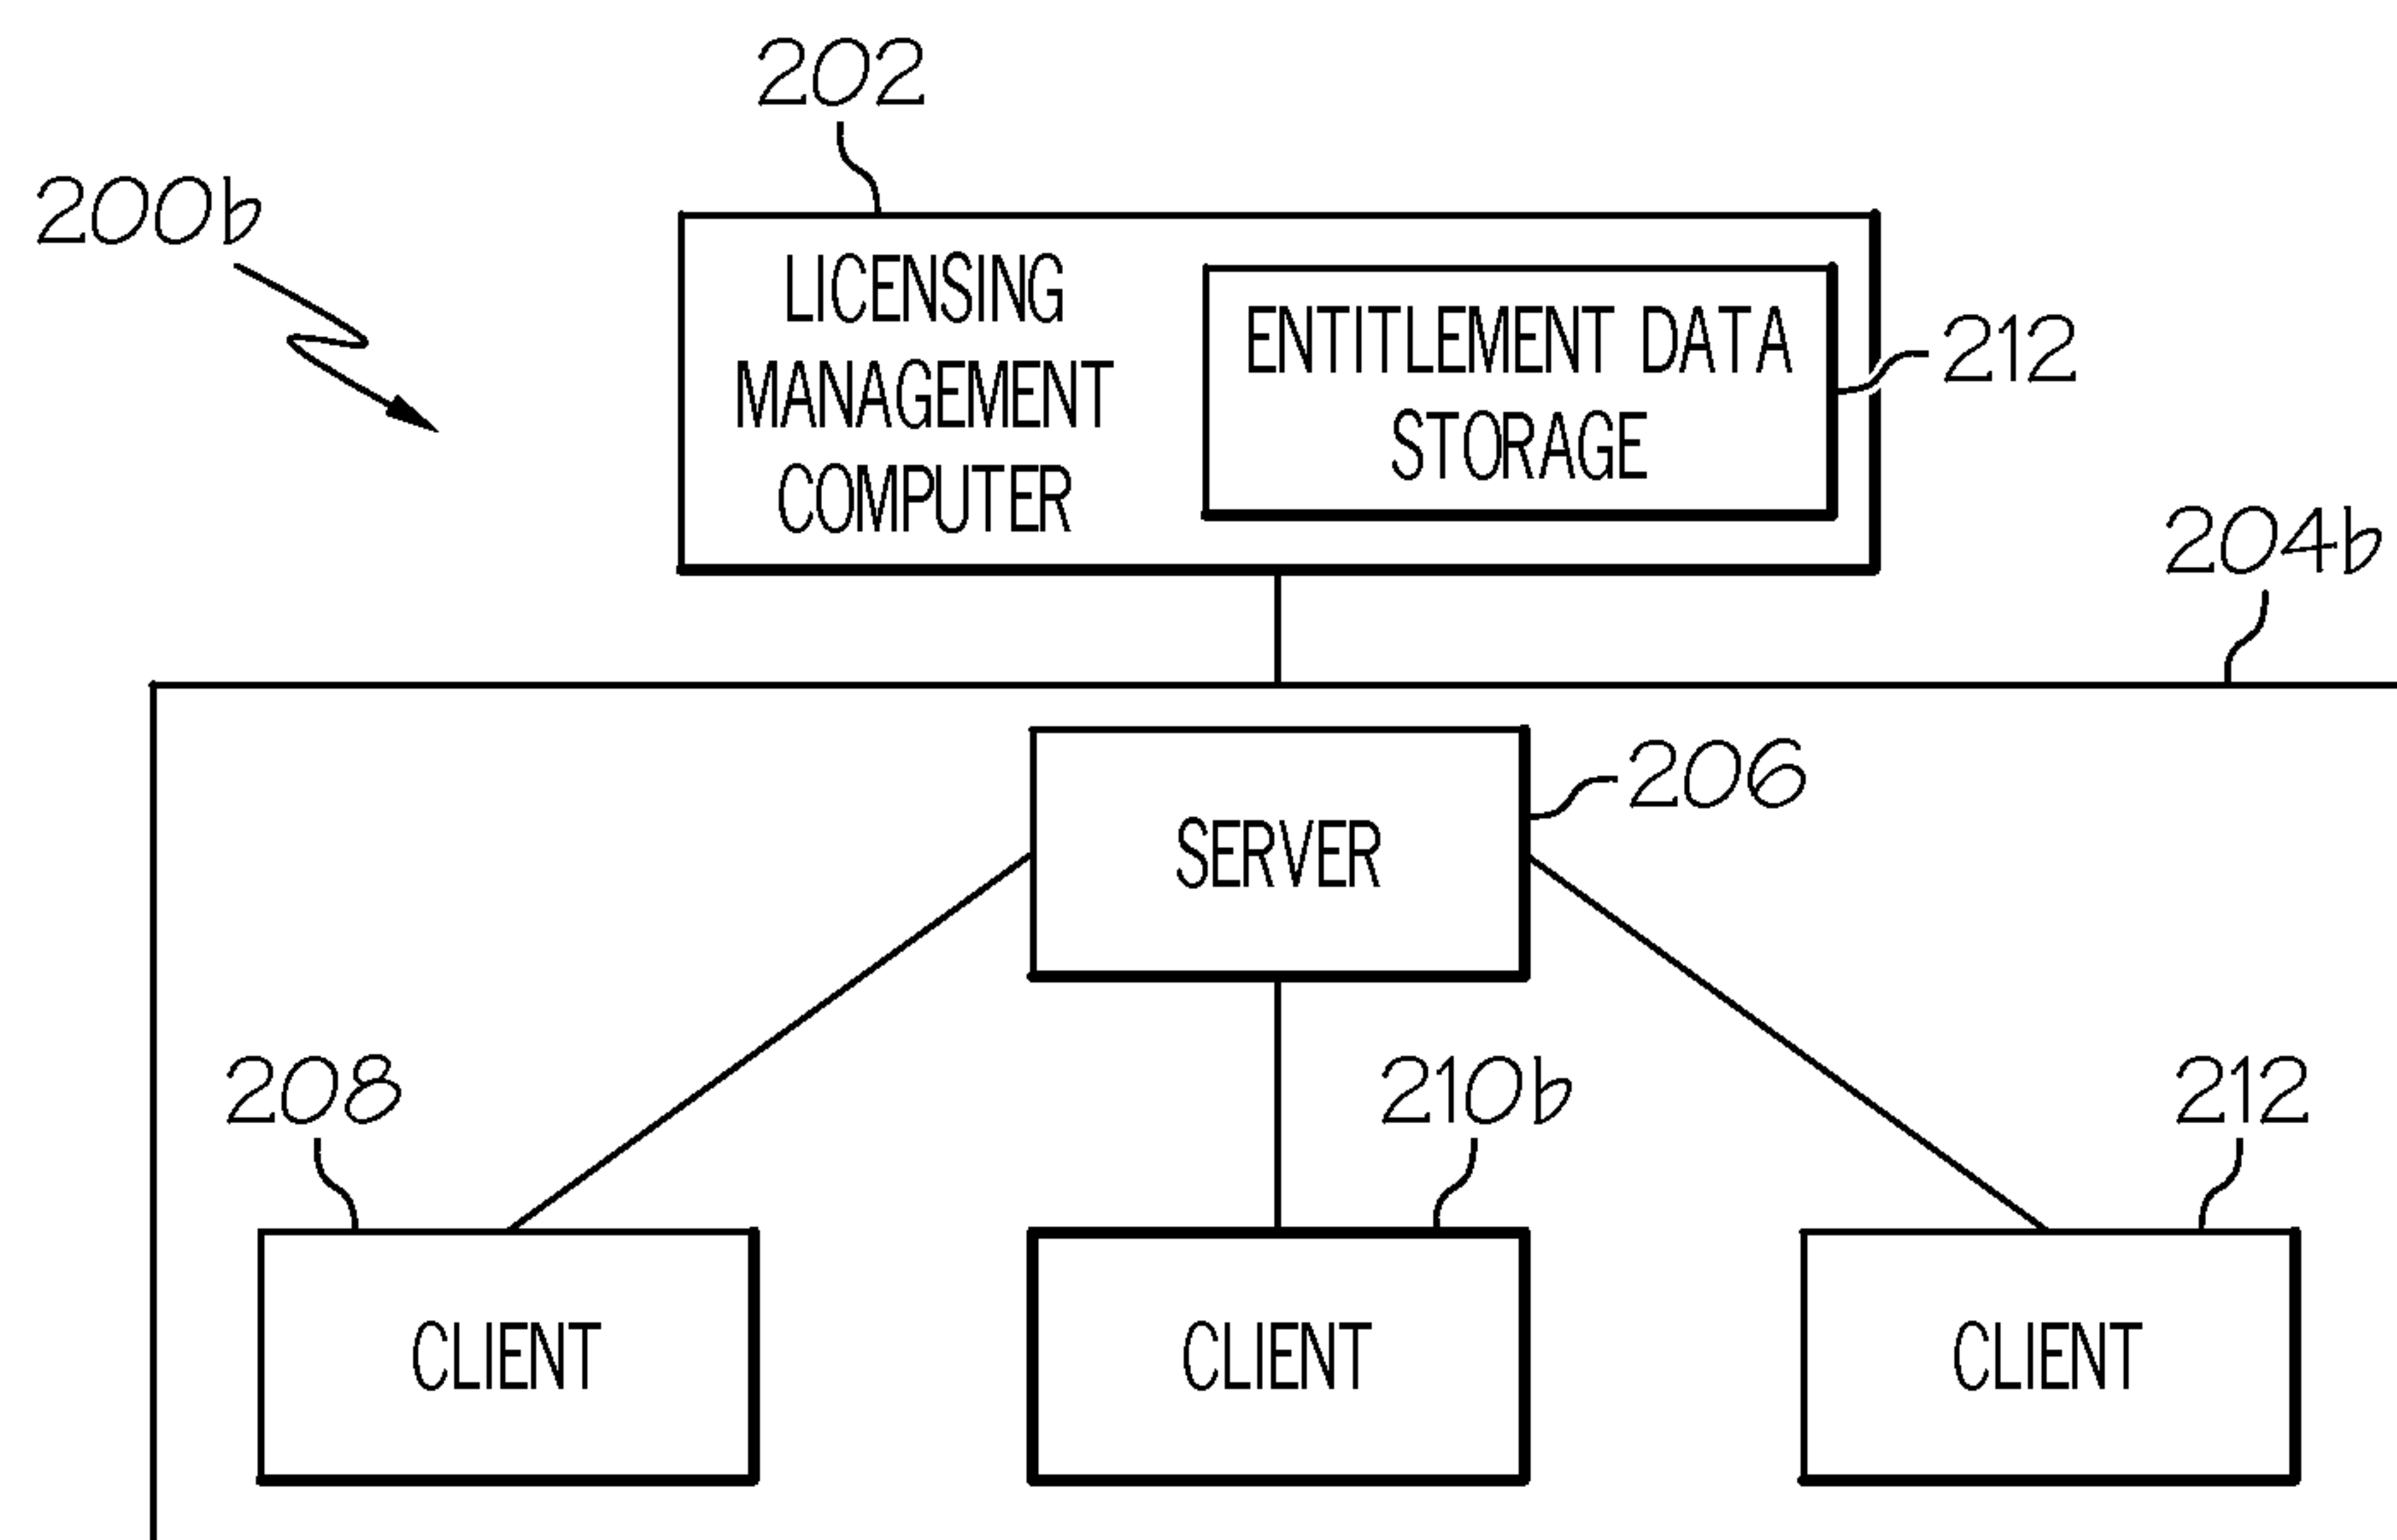 202
200b
LICENSING
MANAGEMENT
COMPUTER
ENTITLEMENT DATA
STORAGE
212
204b
206
SERVER
208
210b
212
CLIENT
CLIENT
CLIENT